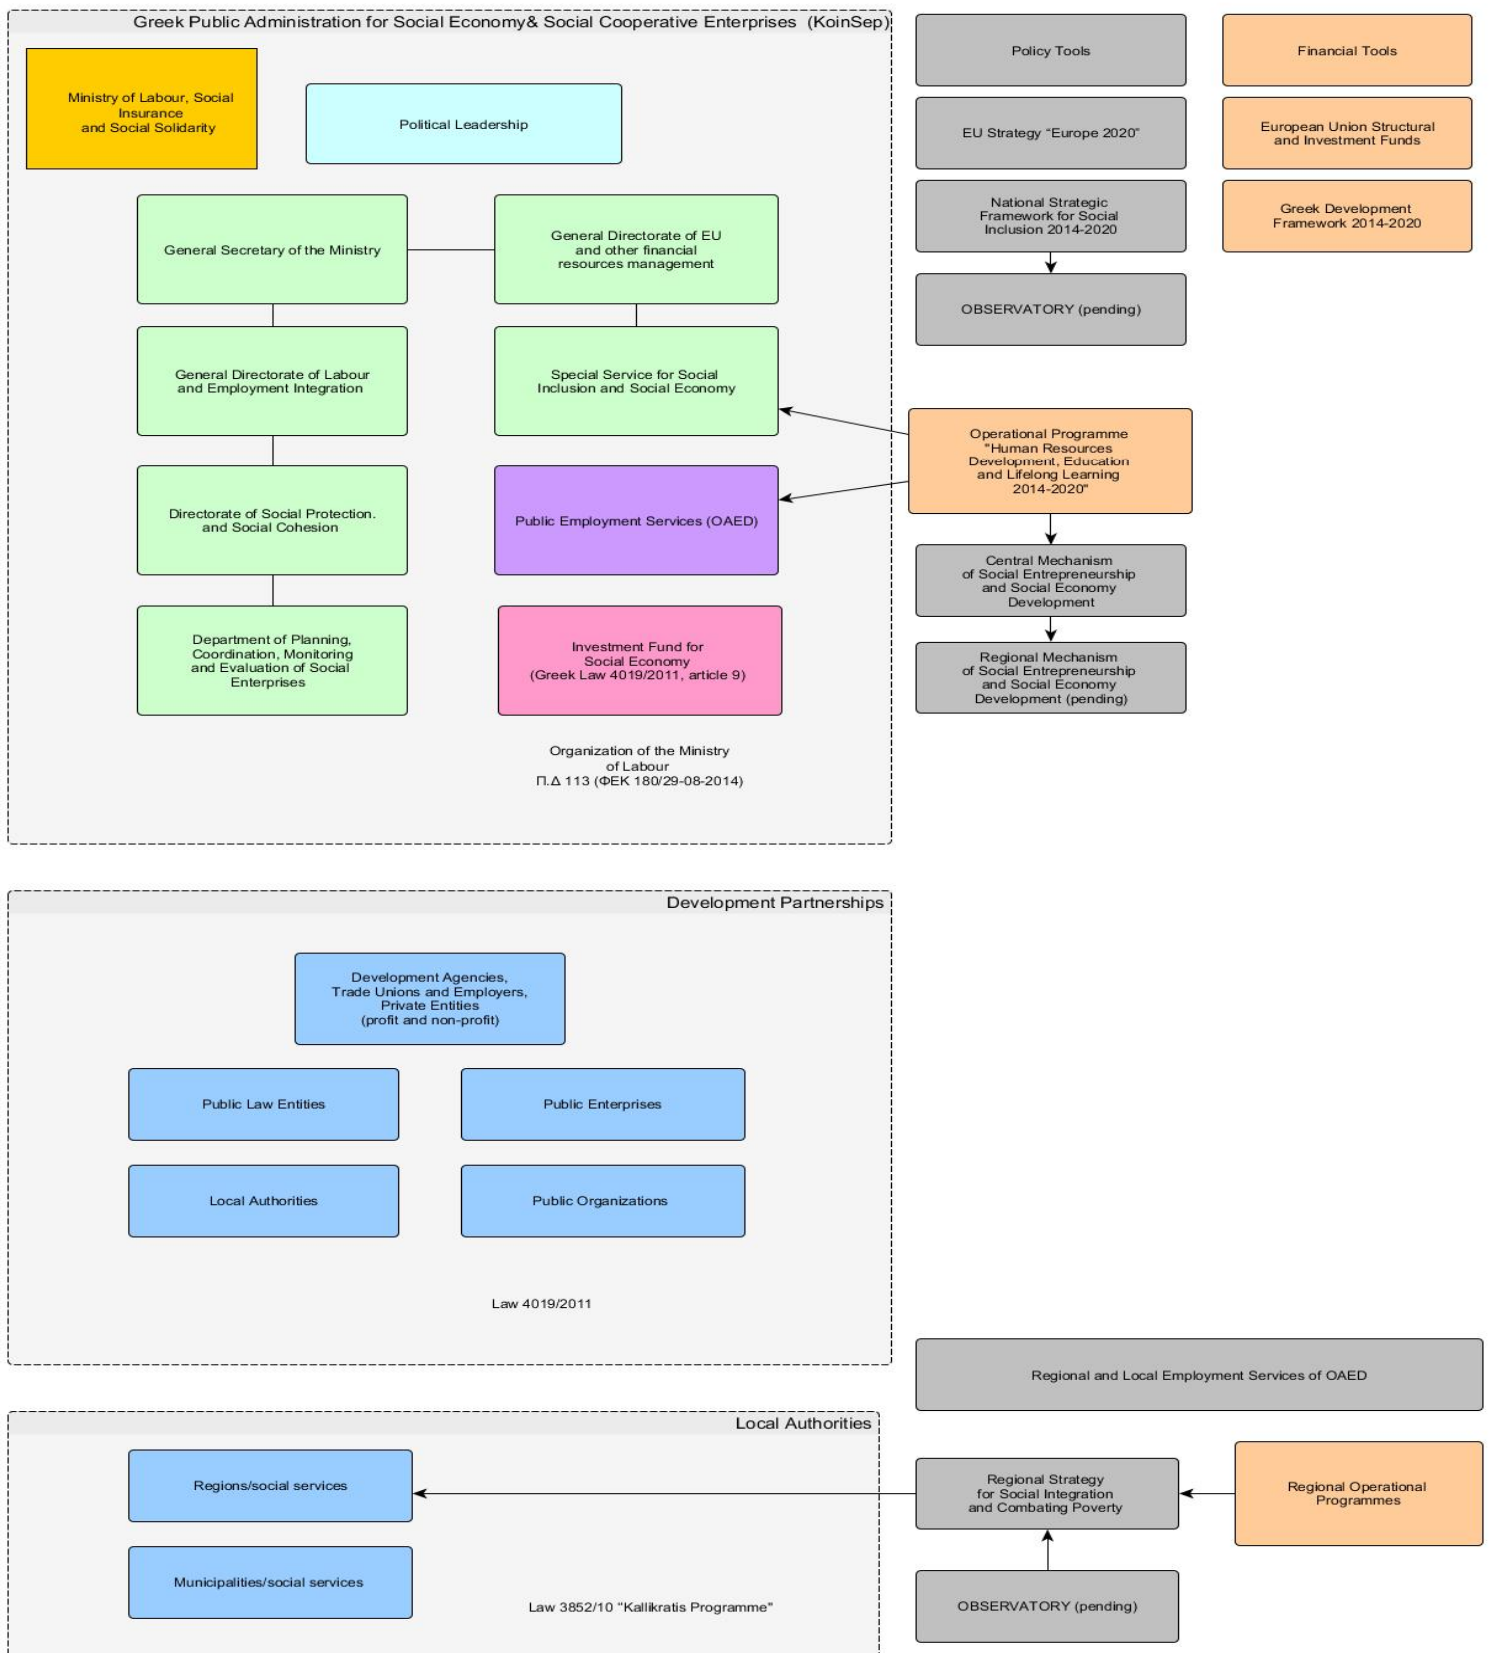 Greek Public Administration for Social Economy& Social Cooperative Enterprises  (KoinSep)
Ministry of Labour, Social
Insurance
and Social Solidarity
Political Leadership
General Secretary of the Ministry
General Directorate of EU
and other financial
resources management
General Directorate of Labour
and Employment Integration
Special Service for Social
Inclusion and Social Economy
Directorate of Social Protection.
and Social Cohesion
Public Employment Services (OAED)
Department of Planning,
Coordination, Monitoring
and Evaluation of Social
Enterprises
Investment Fund for
Social Economy
(Greek Law 4019/2011, article 9)
Organization of the Ministry
of Labour
Π.Δ 113 (ΦΕΚ 180/29-08-2014)
Policy Tools
EU Strategy “Europe 2020”
National Strategic
Framework for Social
Inclusion 2014-2020
OBSERVATORY (pending)
Financial Tools
European Union Structural
and Investment Funds
Greek Development
Framework 2014-2020
Operational Programme
"Human Resources
Development, Education
and Lifelong Learning
2014-2020"
Central Mechanism
of Social Entrepreneurship
and Social Economy
Development
Regional Mechanism
of Social Entrepreneurship
and Social Economy
Development (pending)
Development Partnerships
Development Agencies,
Trade Unions and Employers,
Private Entities
(profit and non-profit)
Public Law Entities
Public Enterprises
Local Authorities
Public Organizations
Law 4019/2011
Regional and Local Employment Services of OAED
Local Authorities
Regions/social services
Municipalities/social services
Law 3852/10 "Kallikratis Programme"
Regional Strategy
for Social Integration
and Combating Poverty
Regional Operational
Programmes
OBSERVATORY (pending)